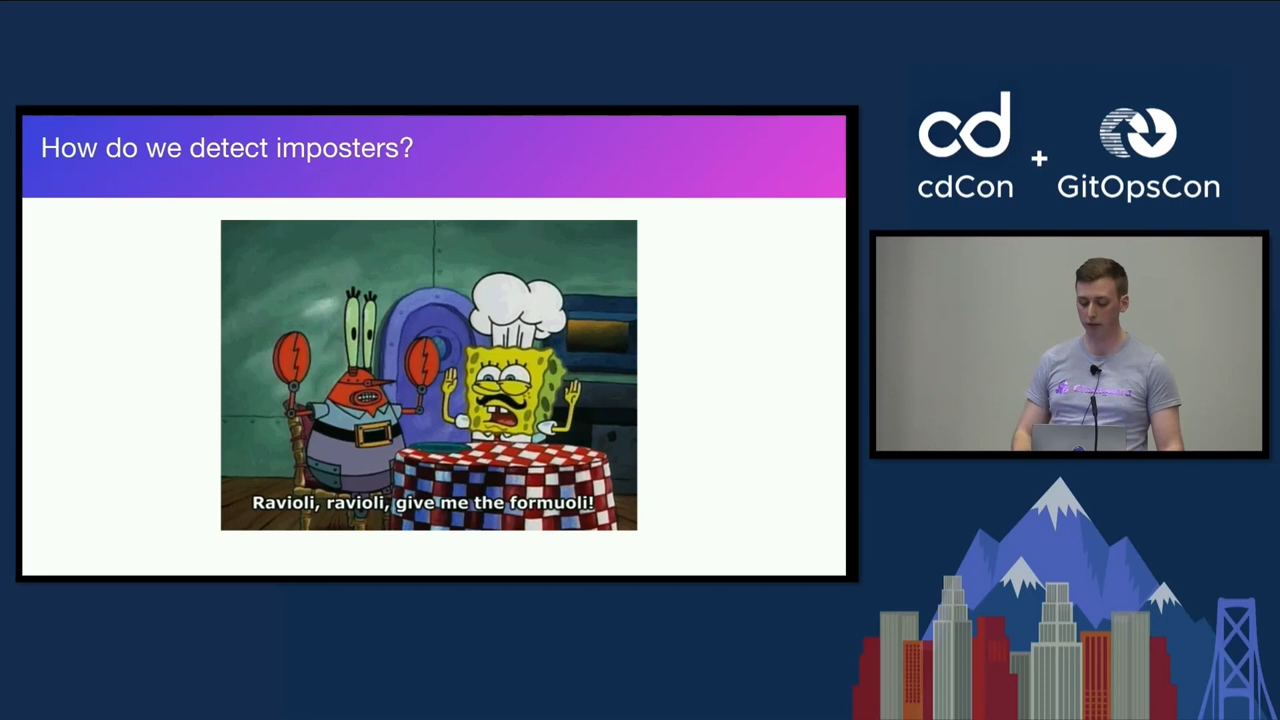 How do we detect imposters?
Ravioli, ravioli, give me the formuoli!
cd
cdCon
+
GitOpsCon